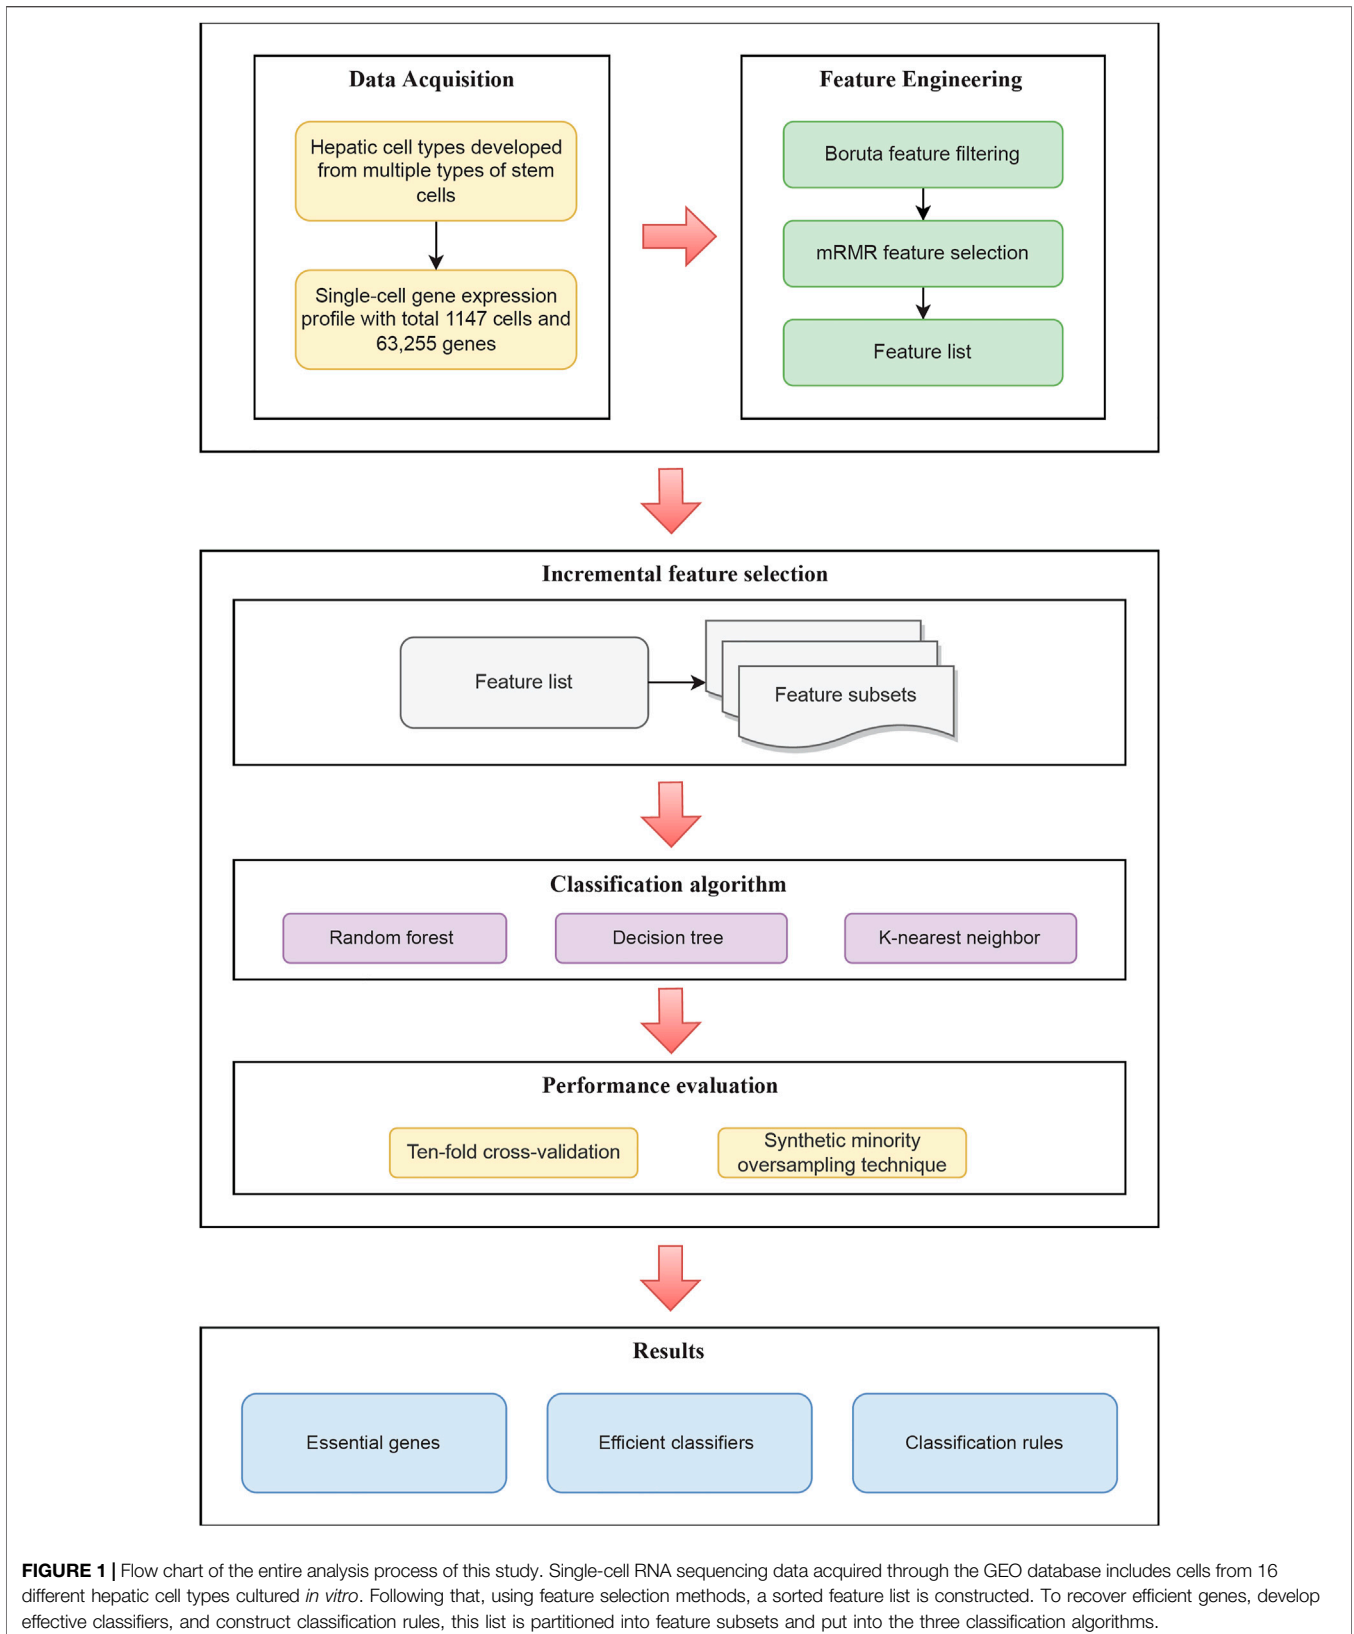 Data Acquisition
Hepatic cell types developed
from multiple types of stem
cells
Single-cell gene expression
profile with total 1147 cells and
63,255 genes
Feature Engineering
Boruta feature filtering
mRMR feature selection
Feature list
Incremental feature selection
Feature list
Feature subsets
Classification algorithm
Random forest
Decision tree
K-nearest neighbor
Performance evaluation
Ten-fold cross-validation
Synthetic minority
oversampling technique
Results
Essential genes
Efficient classifiers
Classification rules
FIGURE 1 | Flow chart of the entire analysis process of this study. Single-cell RNA sequencing data acquired through the GEO database includes cells from 16
different hepatic cell types cultured in vitro. Following that, using feature selection methods, a sorted feature list is constructed. To recover efficient genes, develop
effective classifiers, and construct classification rules, this list is partitioned into feature subsets and put into the three classification algorithms.